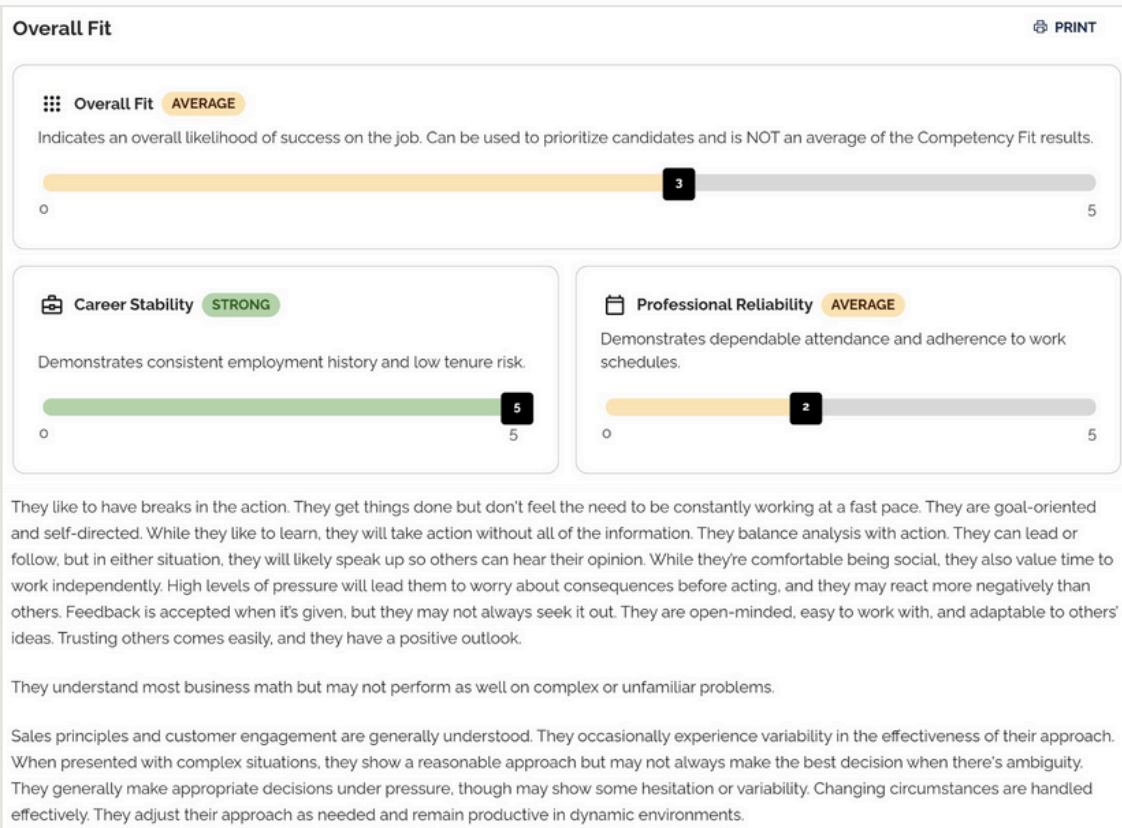 Overall Fit
PRINT
Overall Fit AVERAGE
Indicates an overall likelihood of success on the job. Can be used to prioritize candidates and is NOT an average of the Competency Fit results.
3
0 5
Career Stability STRONG
Demonstrates consistent employment history and low tenure risk.
5
0 5
Professional Reliability AVERAGE
Demonstrates dependable attendance and adherence to work
schedules.
2
0 5
They like to have breaks in the action. They get things done but don't feel the need to be constantly working at a fast pace. They are goal-oriented
and self-directed. While they like to learn, they will take action without all of the information. They balance analysis with action. They can lead or
follow, but in either situation, they will likely speak up so others can hear their opinion. While they're comfortable being social, they also value time to
work independently. High levels of pressure will lead them to worry about consequences before acting, and they may react more negatively than
others. Feedback is accepted when it's given, but they may not always seek it out. They are open-minded, easy to work with, and adaptable to others'
ideas. Trusting others comes easily, and they have a positive outlook.
They understand most business math but may not perform as well on complex or unfamiliar problems.
Sales principles and customer engagement are generally understood. They occasionally experience variability in the effectiveness of their approach.
When presented with complex situations, they show a reasonable approach but may not always make the best decision when there's ambiguity.
They generally make appropriate decisions under pressure, though may show some hesitation or variability. Changing circumstances are handled
effectively. They adjust their approach as needed and remain productive in dynamic environments.